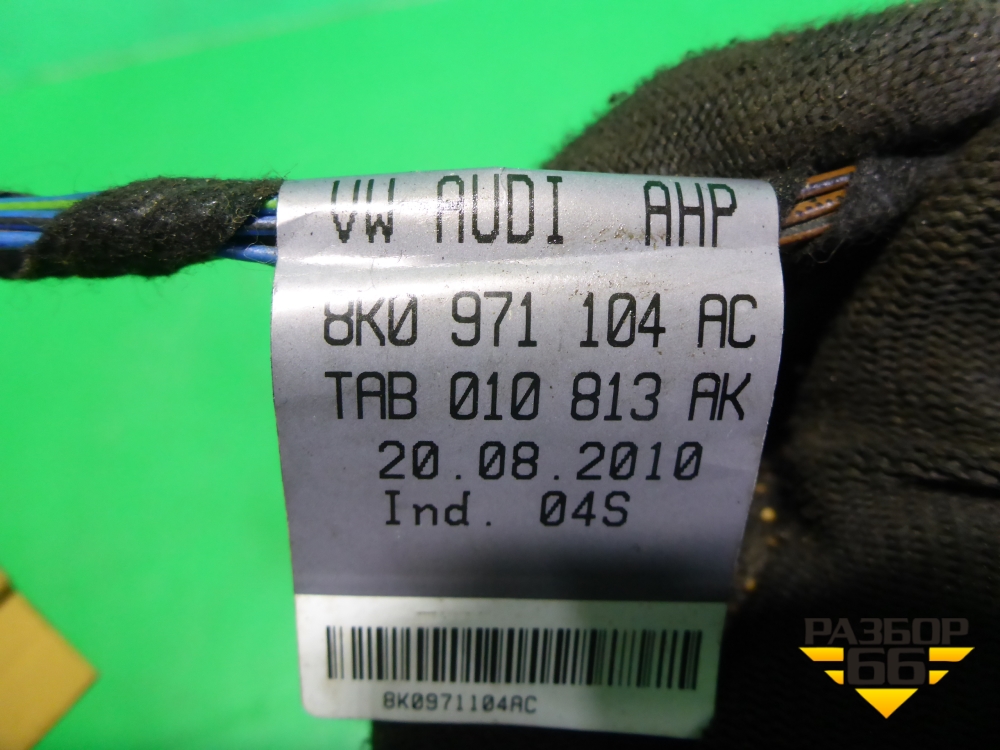 VW AUDI AHP
8K0 971 104 AC
TAB 010 813 AK
20.08.2010
Ind. 04S
8K0971104AC
РАЗБОР
66